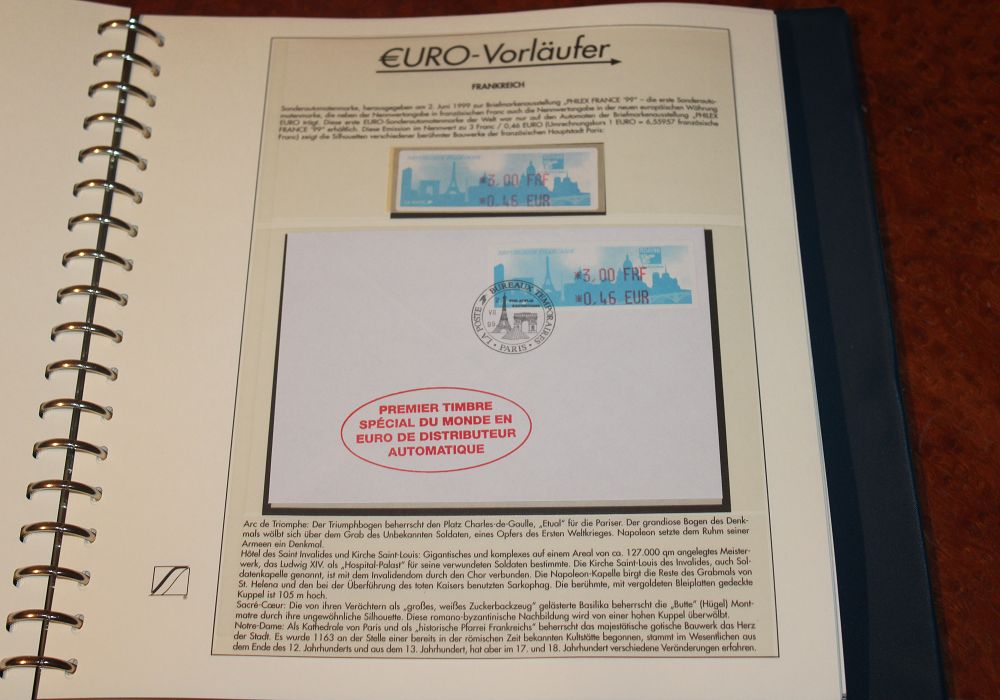 €URO-Vorläufer
FRANKREICH
Sonderautomatenmarke, herausgegeben am 2. Juni 1999 zur Briefmarkenausstellung „PHILEX FRANCE '99" – die erste Sonderauto-
matenmarke, die neben der Nennwertangabe in französischen Franc auch die Nennwertangabe in der neuen europäischen Währung
EURO trägt. Diese erste EURO-Sonderautomatenmarke der Welt war nur auf den Automaten der Briefmarkenausstellung „PHILEX
FRANCE '99" erhältlich. Diese Emission im Nennwert zu 3 Franc / 0,46 EURO (Umrechnungskurs 1 EURO = 6,55957 französische
Franc) zeigt die Silhouetten verschiedener berühmter Bauwerke der französischen Hauptstadt Paris:
*3,00 FRF
*0,46 EUR
LA POSTE
*3,00 FRF
*0,46 EUR
LA POSTE BUREAUX TEMPORAIRES
VII
99
• PARIS •
PREMIER TIMBRE
SPÉCIAL DU MONDE EN
EURO DE DISTRIBUTEUR
AUTOMATIQUE
Arc de Triomphe: Der Triumphbogen beherrscht den Platz Charles-de-Gaulle, „Etual" für die Pariser. Der grandiose Bogen des Denk-
mals wölbt sich über dem Grab des Unbekannten Soldaten, eines Opfers des Ersten Weltkrieges. Napoleon setzte dem Ruhm seiner
Armeen ein Denkmal.
Hôtel des Saint Invalides und Kirche Saint-Louis: Gigantisches und komplexes auf einem Areal von ca. 127.000 qm angelegtes Meister-
werk, das Ludwig XIV. als „Hospital-Palast" für seine verwundeten Soldaten bestimmte. Die Kirche Saint-Louis des Invalides, auch Sol-
datenkapelle genannt, ist mit dem Invalidendom durch den Chor verbunden. Die Napoleon-Kapelle birgt die Reste des Grabmals von
St. Helena und den bei der Überführung des toten Kaisers benutzten Sarkophag. Die berühmte, mit vergoldeten Bleiplatten gedeckte
Kuppel ist 105 m hoch.
Sacré-Cœur: Die von ihren Verächtern als „großes, weißes Zuckerbackzeug" gelästerte Basilika beherrscht die „Butte" (Hügel) Mont-
matre durch ihre ungewöhnliche Silhouette. Diese romano-byzantinische Nachbildung wird von einer hohen Kuppel überwölbt.
Notre-Dame: Als Kathedrale von Paris und als „historische Pfarrei Frankreichs" beherrscht das majestätische gotische Bauwerk das Herz
der Stadt. Es wurde 1163 an der Stelle einer bereits in der römischen Zeit bekannten Kultstätte begonnen, stammt im Wesentlichen aus
dem Ende des 12. Jahrhunderts und aus dem 13. Jahrhundert, hat aber im 17. und 18. Jahrhundert verschiedene Veränderungen erfahren.